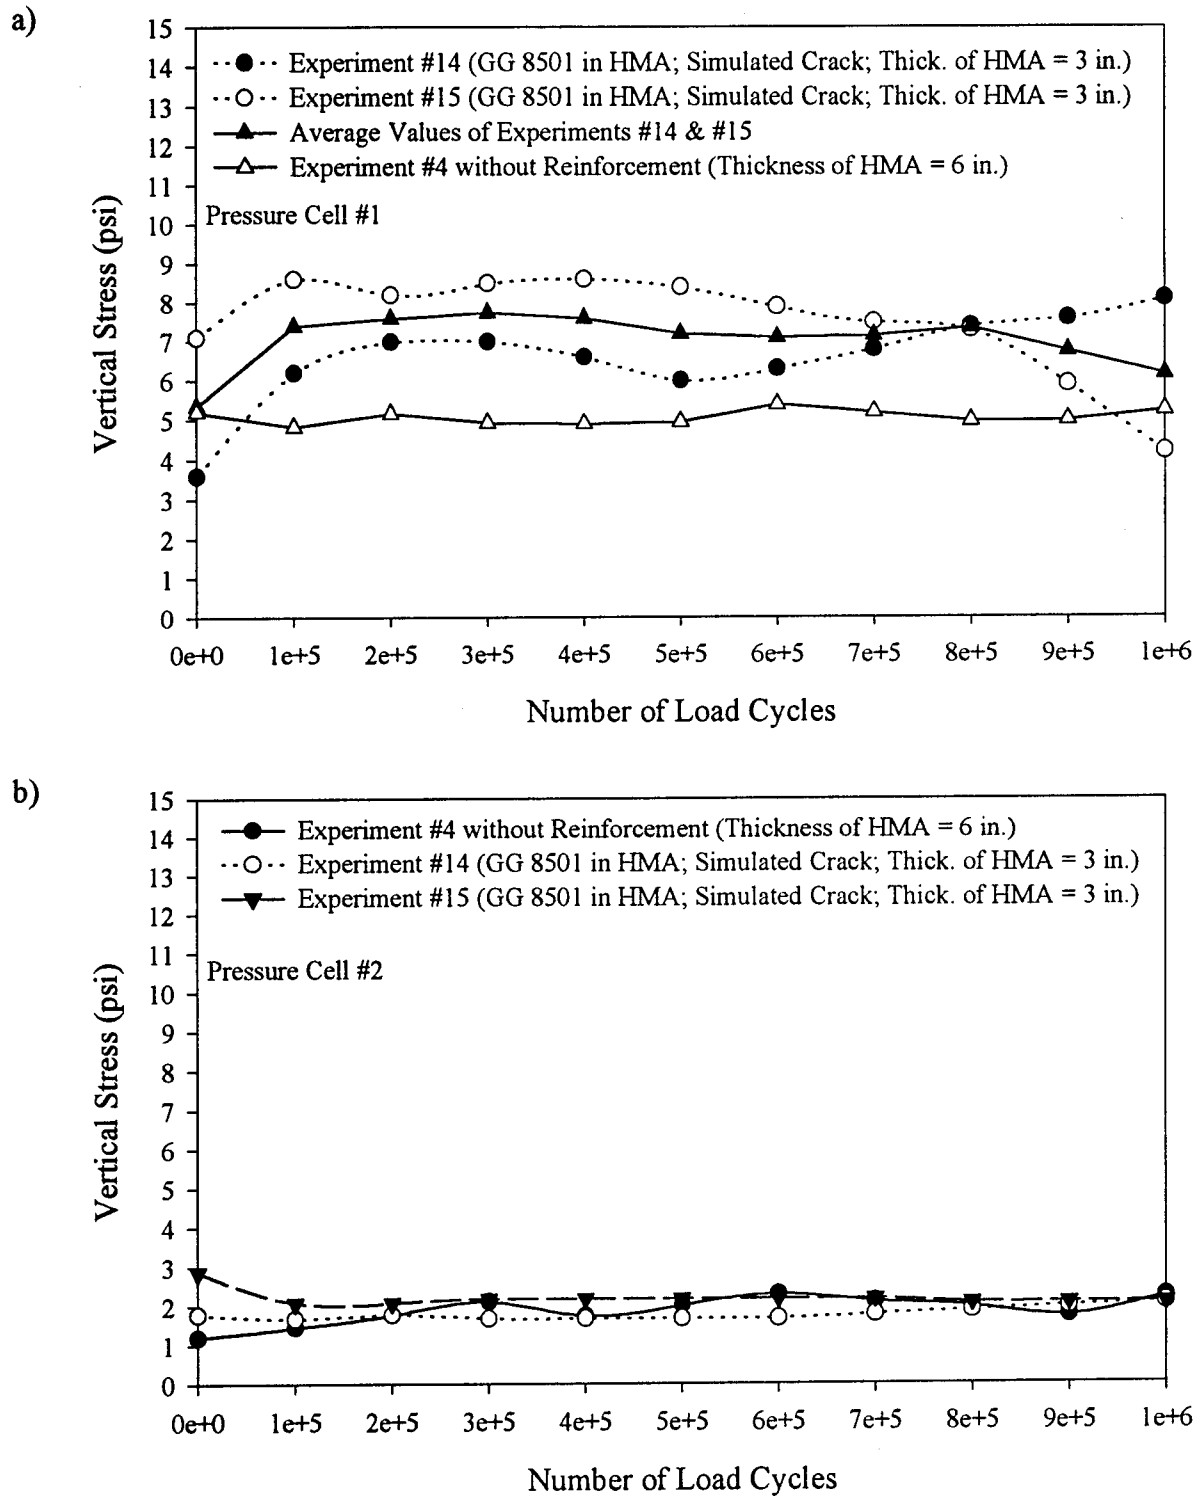 a)
15
14
13
12
11
10
9
8
7
6
5
4
3
2
1
0
Vertical Stress (psi)
Experiment #14 (GG 8501 in HMA; Simulated Crack; Thick. of HMA = 3 in.)
Experiment #15 (GG 8501 in HMA; Simulated Crack; Thick. of HMA = 3 in.)
Average Values of Experiments #14 & #15
Experiment #4 without Reinforcement (Thickness of HMA = 6 in.)
Pressure Cell #1
0e+0 1e+5 2e+5 3e+5 4e+5 5e+5 6e+5 7e+5 8e+5 9e+5 1e+6
Number of Load Cycles
b)
15
14
13
12
11
10
9
8
7
6
5
4
3
2
1
0
Vertical Stress (psi)
Experiment #4 without Reinforcement (Thickness of HMA = 6 in.)
Experiment #14 (GG 8501 in HMA; Simulated Crack; Thick. of HMA = 3 in.)
Experiment #15 (GG 8501 in HMA; Simulated Crack; Thick. of HMA = 3 in.)
Pressure Cell #2
0e+0 1e+5 2e+5 3e+5 4e+5 5e+5 6e+5 7e+5 8e+5 9e+5 1e+6
Number of Load Cycles